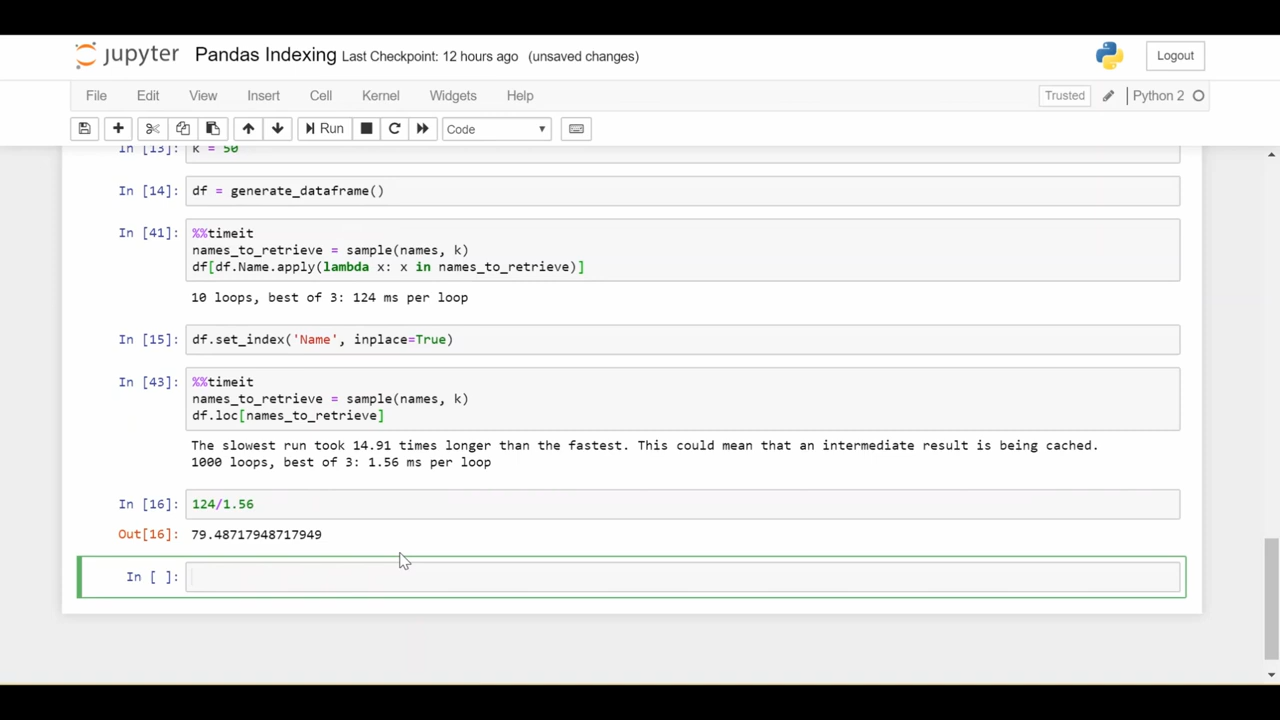 jupyter Pandas Indexing Last Checkpoint: 12 hours ago (unsaved changes) Logout
File Edit View Insert Cell Kernel Widgets Help Trusted Python 2
Run Code
In [13]: k = 50
In [14]: df = generate_dataframe()
In [41]: %%timeit
names_to_retrieve = sample(names, k)
df[df.Name.apply(lambda x: x in names_to_retrieve)]
10 loops, best of 3: 124 ms per loop
In [15]: df.set_index('Name', inplace=True)
In [43]: %%timeit
names_to_retrieve = sample(names, k)
df.loc[names_to_retrieve]
The slowest run took 14.91 times longer than the fastest. This could mean that an intermediate result is being cached.
1000 loops, best of 3: 1.56 ms per loop
In [16]: 124/1.56
Out[16]: 79.48717948717949
In [ ]: